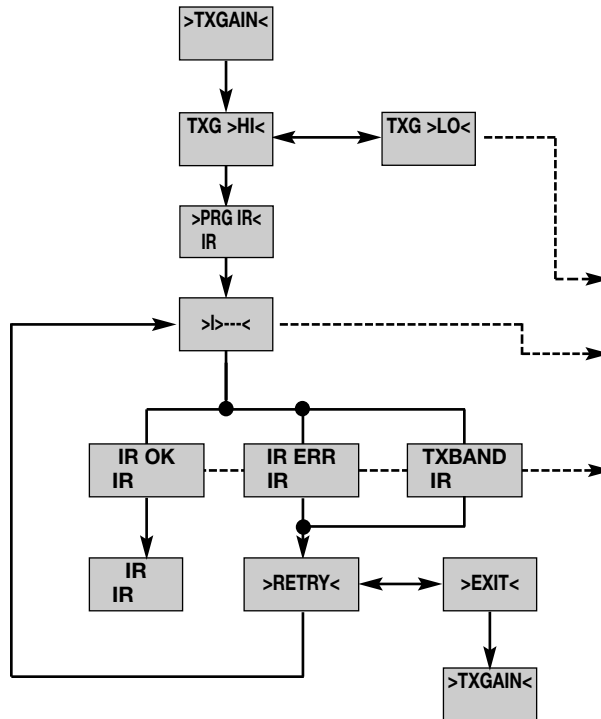 >TXGAIN<
TXG >HI<
TXG >LO<
>PRG IR<
IR
>I>---<
IR OK
IR
IR ERR
IR
TXBAND
IR
IR
IR
>RETRY<
>EXIT<
>TXGAIN<